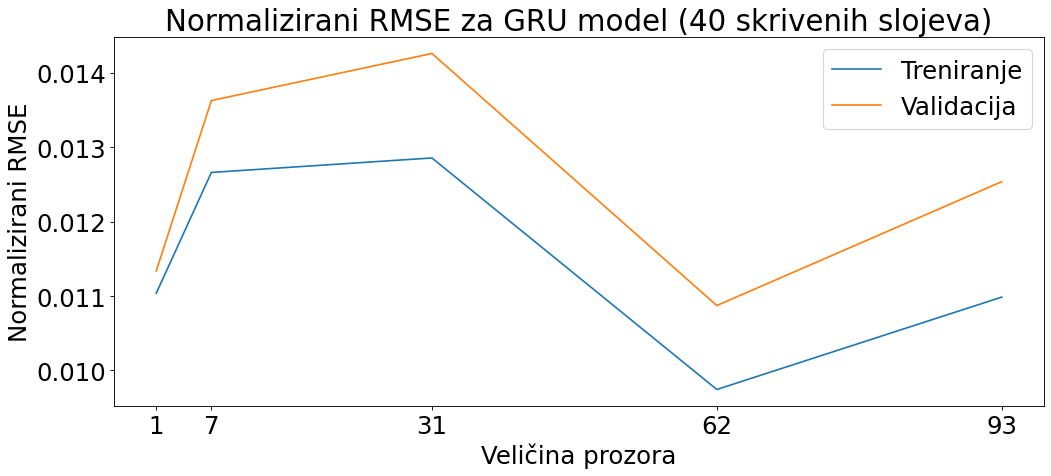 Normalizirani RMSE za GRU model (40 skrivenih slojeva)
Normalizirani RMSE
0.014
0.013
0.012
0.011
0.010
Treniranje
Validacija
1 7 31 62 93
Veličina prozora